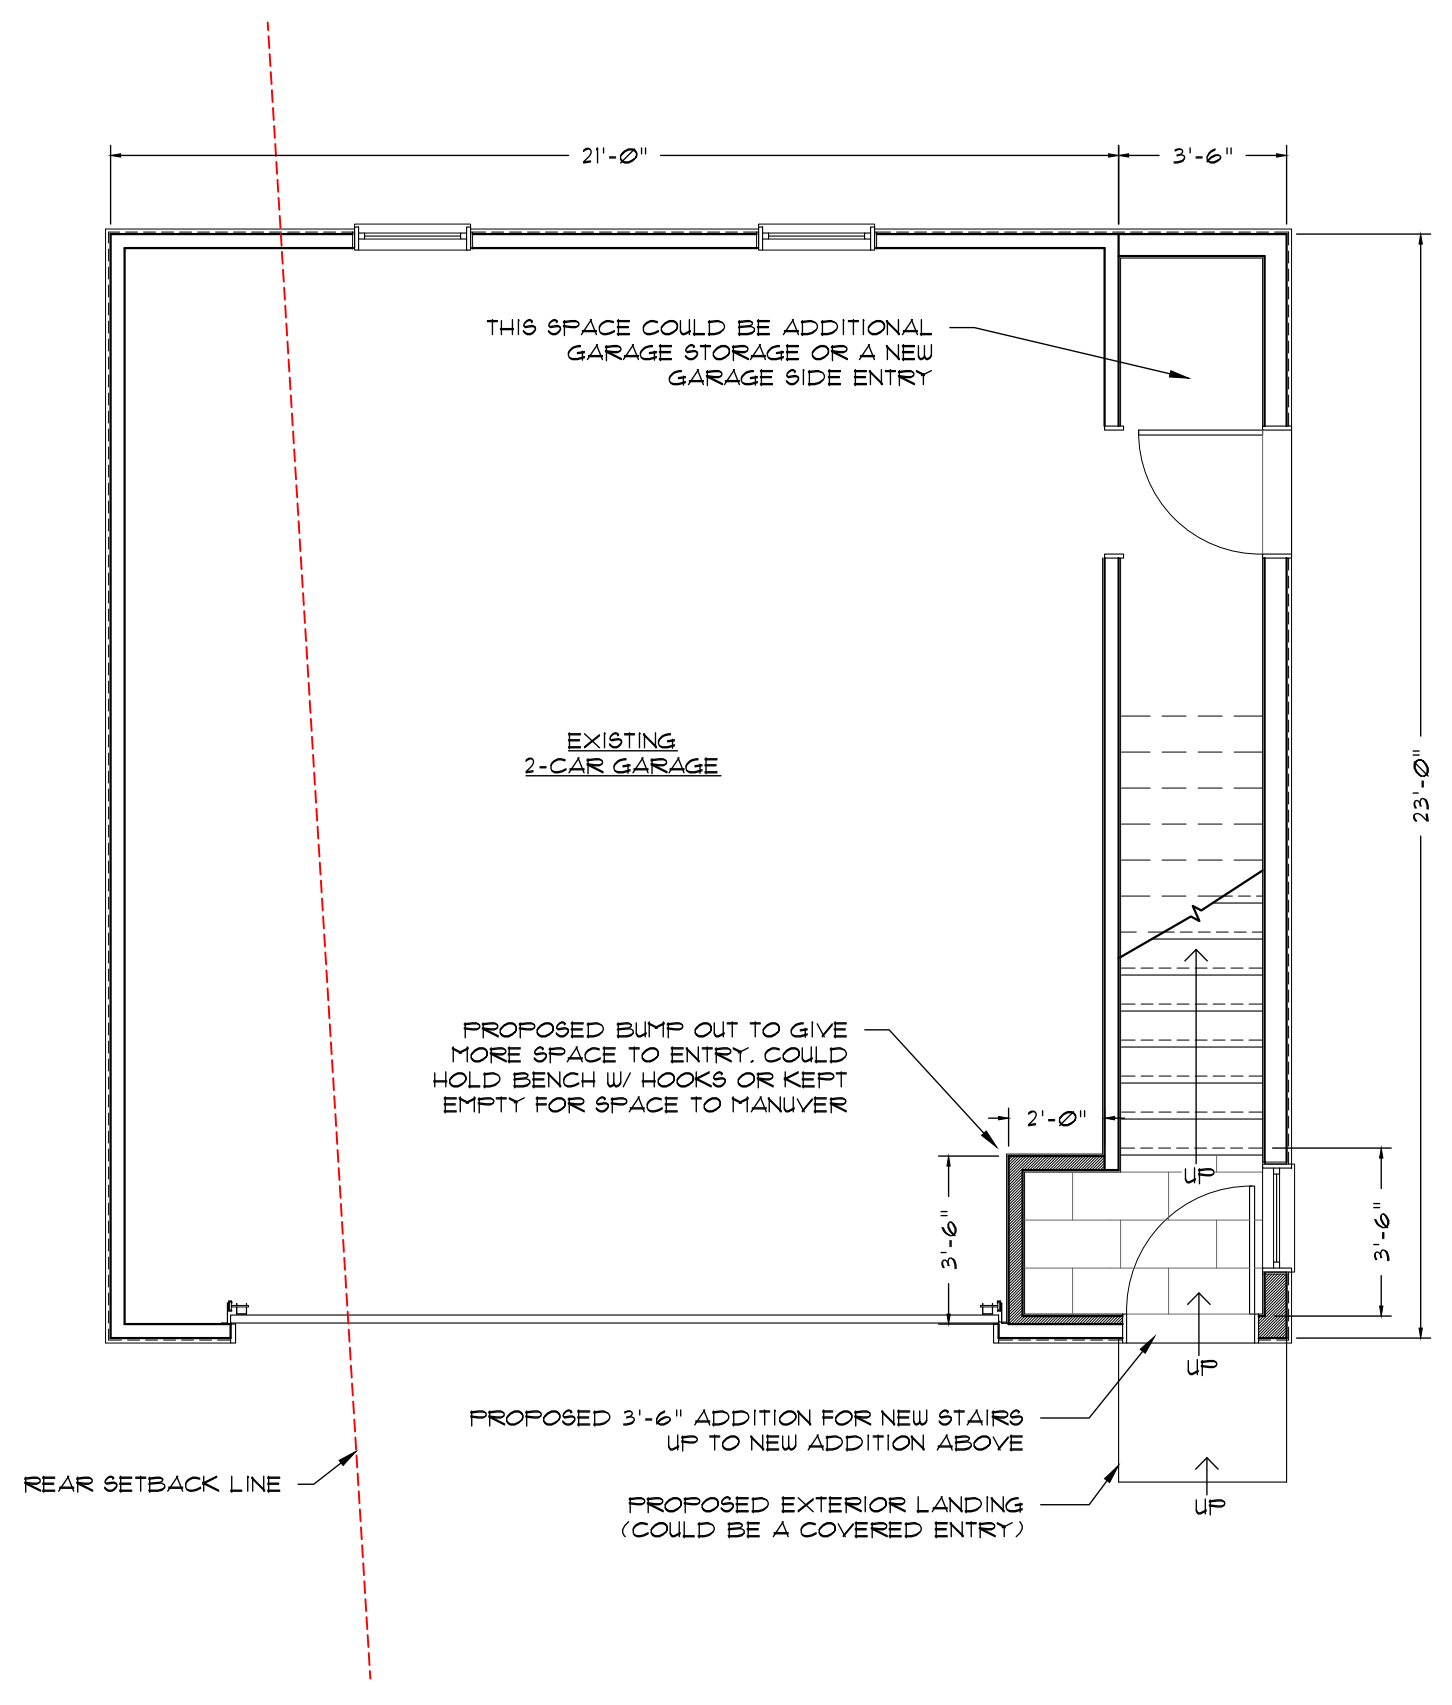 21'-0"
3'-6"
THIS SPACE COULD BE ADDITIONAL
GARAGE STORAGE OR A NEW
GARAGE SIDE ENTRY
EXISTING
2-CAR GARAGE
23'-0"
PROPOSED BUMP OUT TO GIVE
MORE SPACE TO ENTRY. COULD
HOLD BENCH W/ HOOKS OR KEPT
EMPTY FOR SPACE TO MANUVER
2'-0"
UP
3'-6"
3'-6"
UP
PROPOSED 3'-6" ADDITION FOR NEW STAIRS
UP TO NEW ADDITION ABOVE
REAR SETBACK LINE
PROPOSED EXTERIOR LANDING
(COULD BE A COVERED ENTRY)
UP